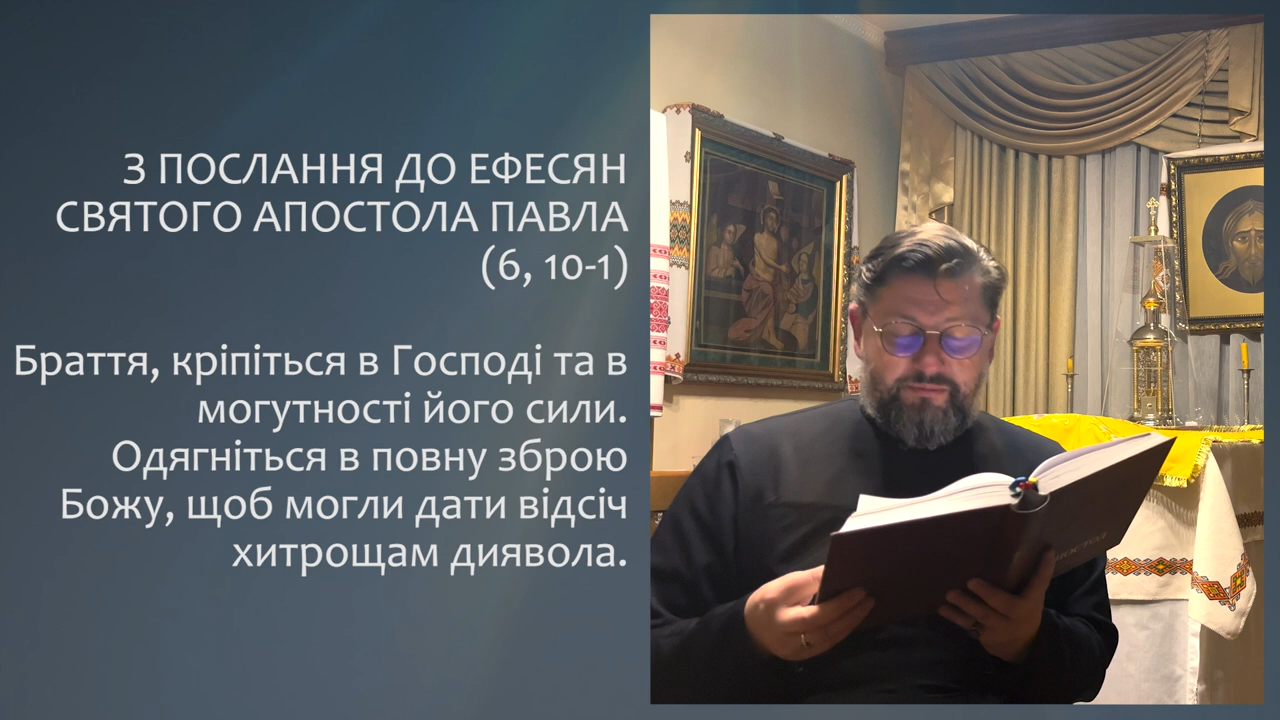 З ПОСЛАННЯ ДО ЕФЕСЯН
СВЯТОГО АПОСТОЛА ПАВЛА
(6, 10-1)
Браття, кріпіться в Господі та в
могутності його сили.
Одягніться в повну зброю
Божу, щоб могли дати відсіч
хитрощам диявола.
АПОСТОЛ